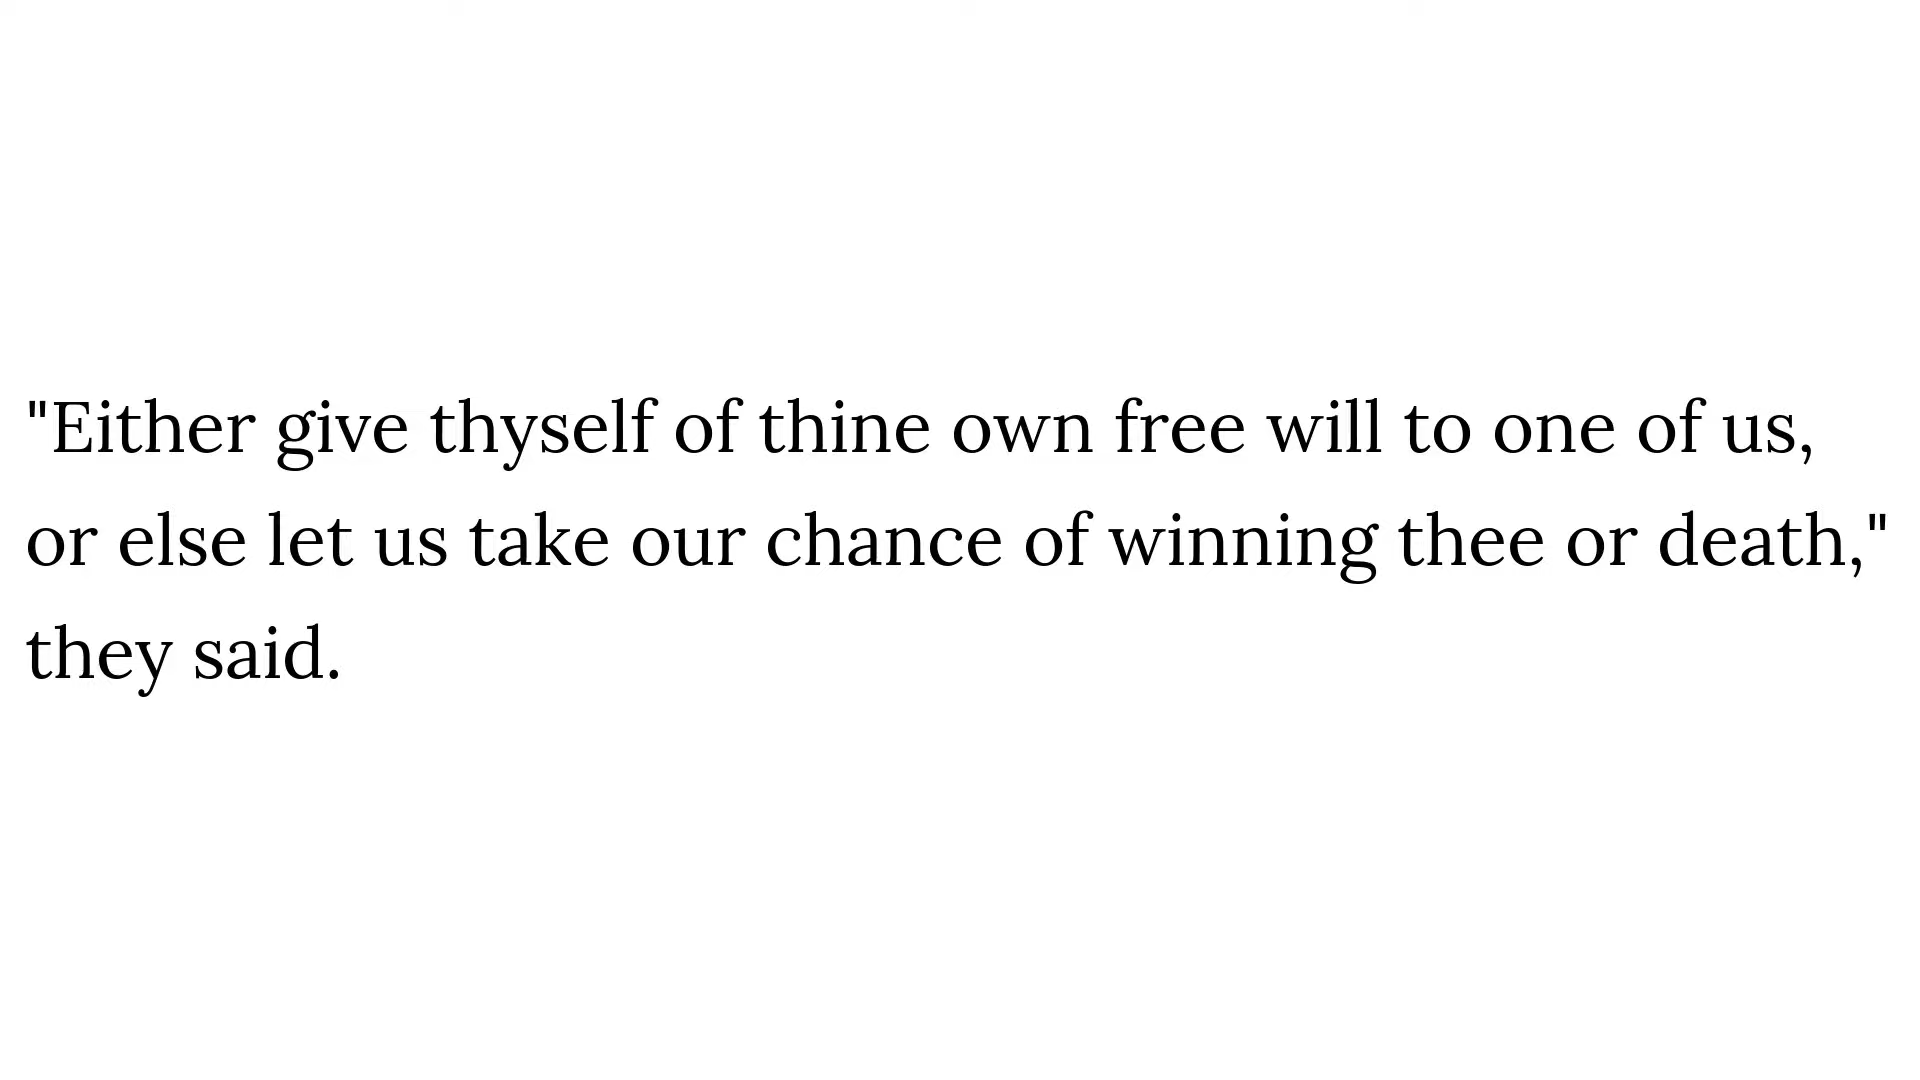 "Either give thyself of thine own free will to one of us,
or else let us take our chance of winning thee or death,"
they said.